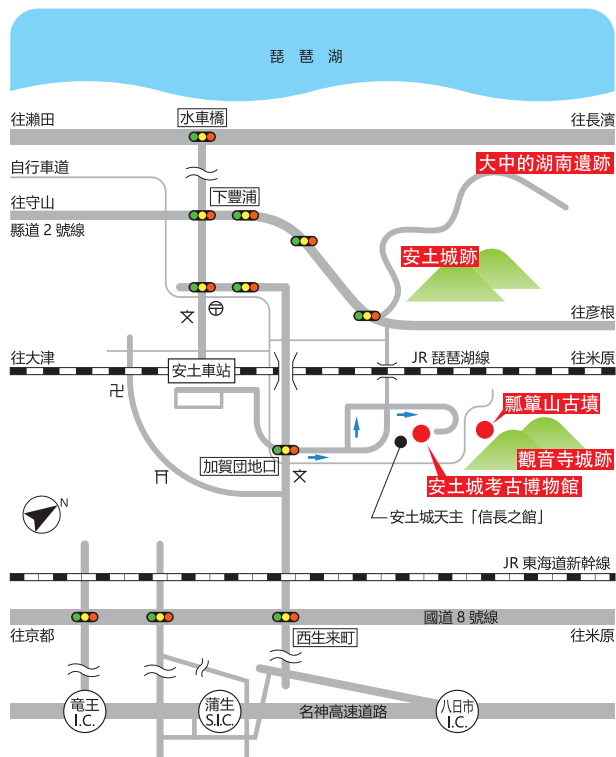 琵琶湖
往瀨田
水車橋
往長濱
自行車道
大中的湖南遺跡
往守山
下豐浦
縣道2號線
安土城跡
往彦根
往大津
安土車站
JR 琵琶湖線
往米原
瓢簞山古墳
加賀団地口
觀音寺城跡
安土城考古博物館
安土城天主「信長之館」
N
JR 東海道新幹線
國道8號線
往京都
西生来町
往米原
竜王
I.C.
蒲生
S.I.C.
名神高速道路
八日市
I.C.